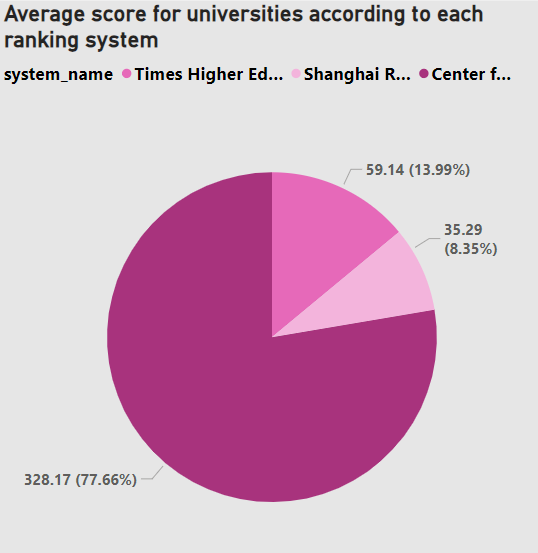 Average score for universities according to each
ranking system
system_name Times Higher Ed... Shanghai R... Center f...
59.14 (13.99%)
35.29
(8.35%)
328.17 (77.66%)